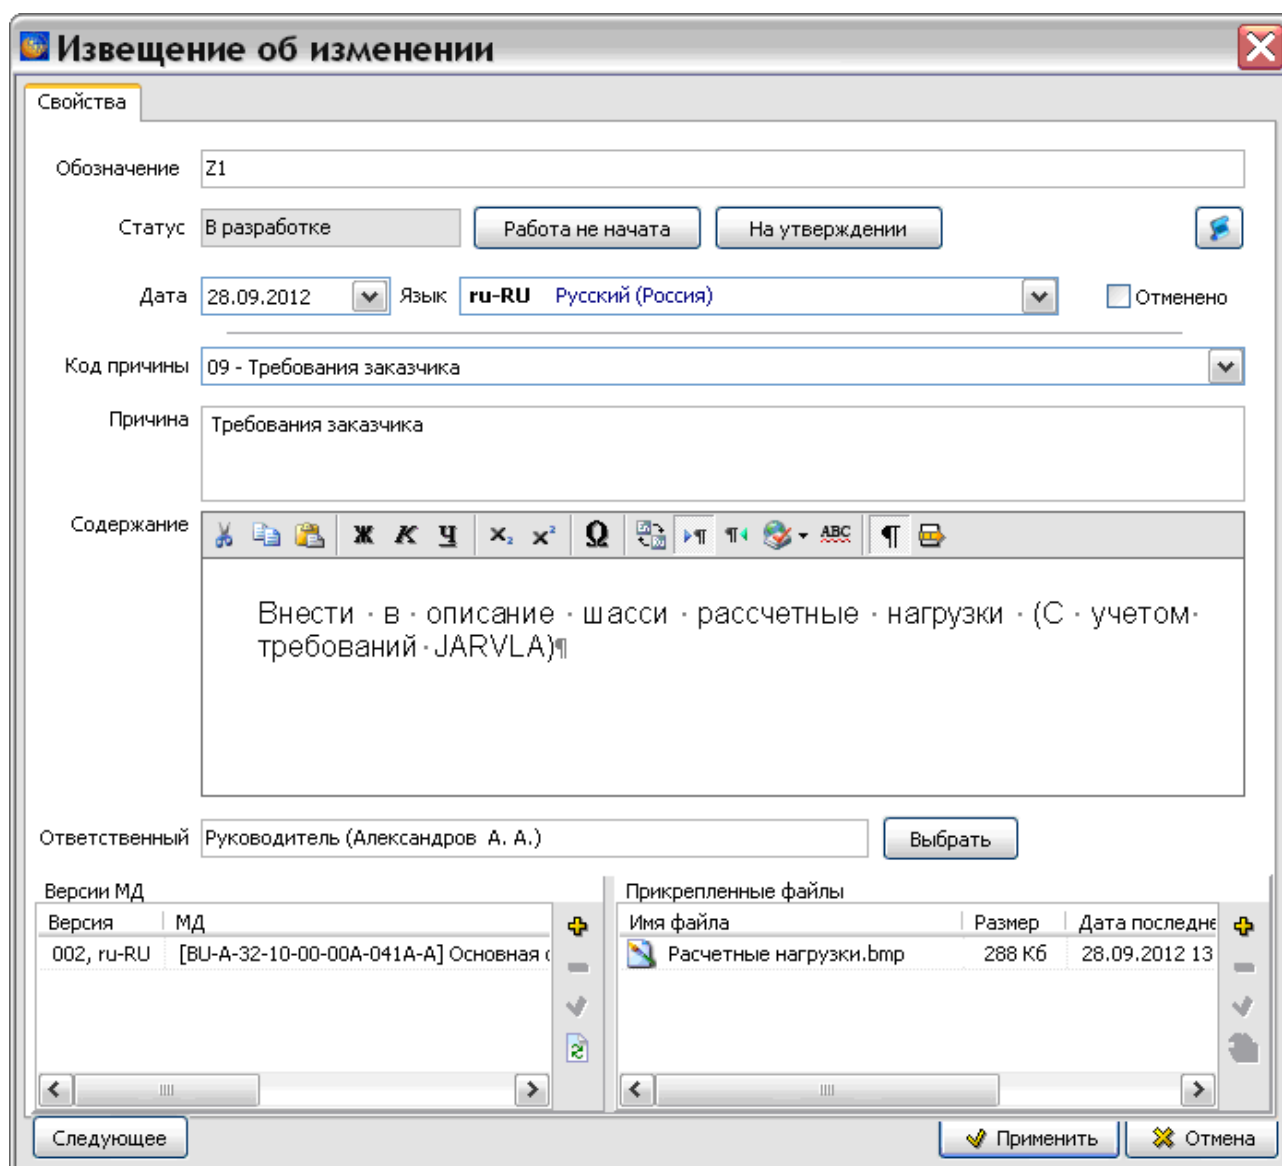 Извещение об изменении
Свойства
Обозначение Z1
Статус В разработке Работа не начата На утверждении
Дата 28.09.2012 Язык ru-RU Русский (Россия) Отменено
Код причины 09 - Требования заказчика
Причина Требования заказчика
Содержание Ж К Ч x₂ x² Ω ¶ ¶ ABC ¶
Внести · в · описание · шасси · рассчетные · нагрузки · (С · учетом·
требований·JARVLA)¶
Ответственный Руководитель (Александров А. А.) Выбрать
Версии МД Прикрепленные файлы
Версия МД Имя файла Размер Дата последне
002, ru-RU [BU-A-32-10-00-00A-041A-A] Основная Расчетные нагрузки.bmp 288 Кб 28.09.2012 13
Следующее Применить Отмена